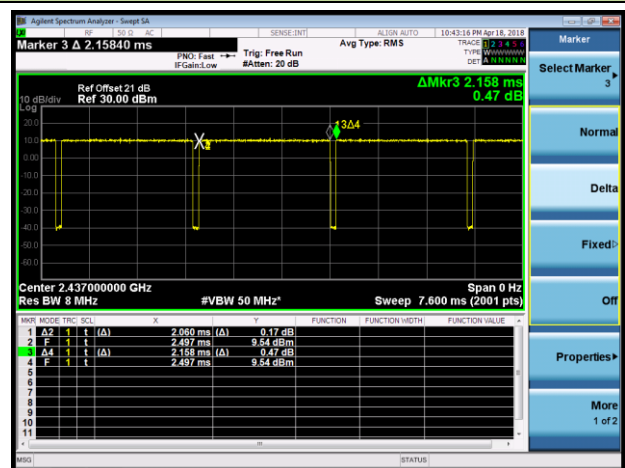 Agilent Spectrum Analyzer - Swept SA
RF 50 Ω AC SENSE:INT ALIGN AUTO 10:43:16 PM Apr 18, 2018
Marker 3 Δ 2.15840 ms
PNO: Fast Trig: Free Run
IFGain:Low #Atten: 20 dB
Avg Type: RMS
TRACE 1 2 3 4 5 6
TYPE WWWWWW
DET A N N N N N
Ref Offset 21 dB
10 dB/div Ref 30.00 dBm
Log
ΔMkr3 2.158 ms
0.47 dB
20.0
10.0
0.00
-10.0
-20.0
-30.0
-40.0
-50.0
-60.0
3Δ4
Center 2.437000000 GHz Span 0 Hz
Res BW 8 MHz #VBW 50 MHz* Sweep 7.600 ms (2001 pts)
MKR MODE TRC SCL X Y FUNCTION FUNCTION WIDTH FUNCTION VALUE
1 Δ2 1 t (Δ) 2.060 ms (Δ) 0.17 dB
2 F 1 t 2.497 ms 9.54 dBm
3 Δ4 1 t (Δ) 2.158 ms (Δ) 0.47 dB
4 F 1 t 2.497 ms 9.54 dBm
5
6
7
8
9
10
11
MSG STATUS
Marker
Select Marker
3
Normal
Delta
Fixed
Off
Properties
More
1 of 2